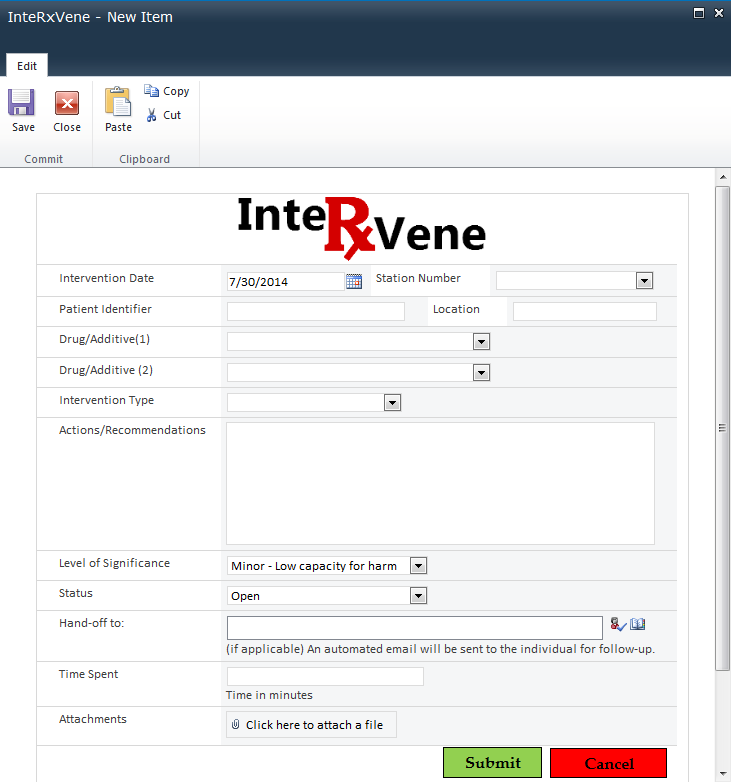 InteRxVene - New Item
Edit
Save
Close
Paste
Copy
Cut
Commit
Clipboard
InteRxVene
Intervention Date
7/30/2014
Station Number
Patient Identifier
Location
Drug/Additive(1)
Drug/Additive (2)
Intervention Type
Actions/Recommendations
Level of Significance
Minor - Low capacity for harm
Status
Open
Hand-off to:
(if applicable) An automated email will be sent to the individual for follow-up.
Time Spent
Time in minutes
Attachments
Click here to attach a file
Submit
Cancel